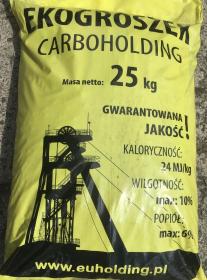 EKOGROSZEK
CARBOHOLDING
Masa netto: 25 kg
GWARANTOWANA
JAKOŚĆ!
KALORYCZNOŚĆ:
24 MJ/kg
WILGOTNOŚĆ:
max: 10%
POPIÓŁ:
max:
www.euholding.pl